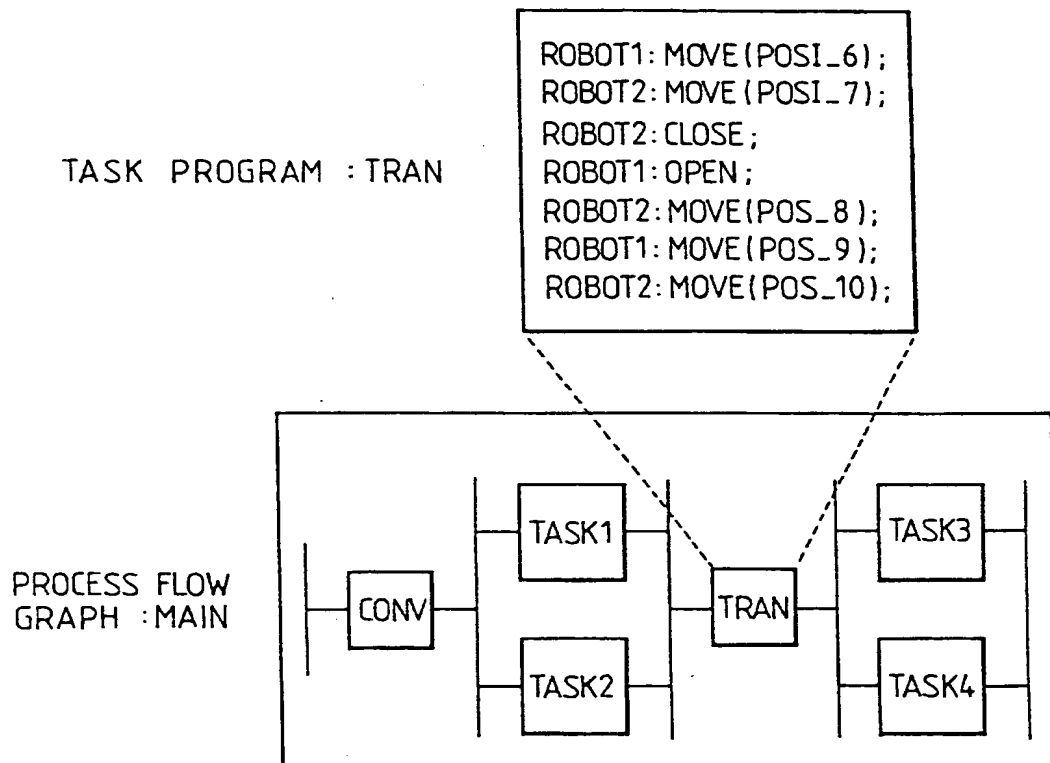 ROBOT1: MOVE(POSI_6);
ROBOT2: MOVE(POSI_7);
ROBOT2: CLOSE;
ROBOT1: OPEN;
ROBOT2: MOVE(POS_8);
ROBOT1: MOVE(POS_9);
ROBOT2: MOVE(POS_10);
TASK PROGRAM : TRAN
TASK1
TASK3
PROCESS FLOW
GRAPH : MAIN
CONV
TRAN
TASK2
TASK4